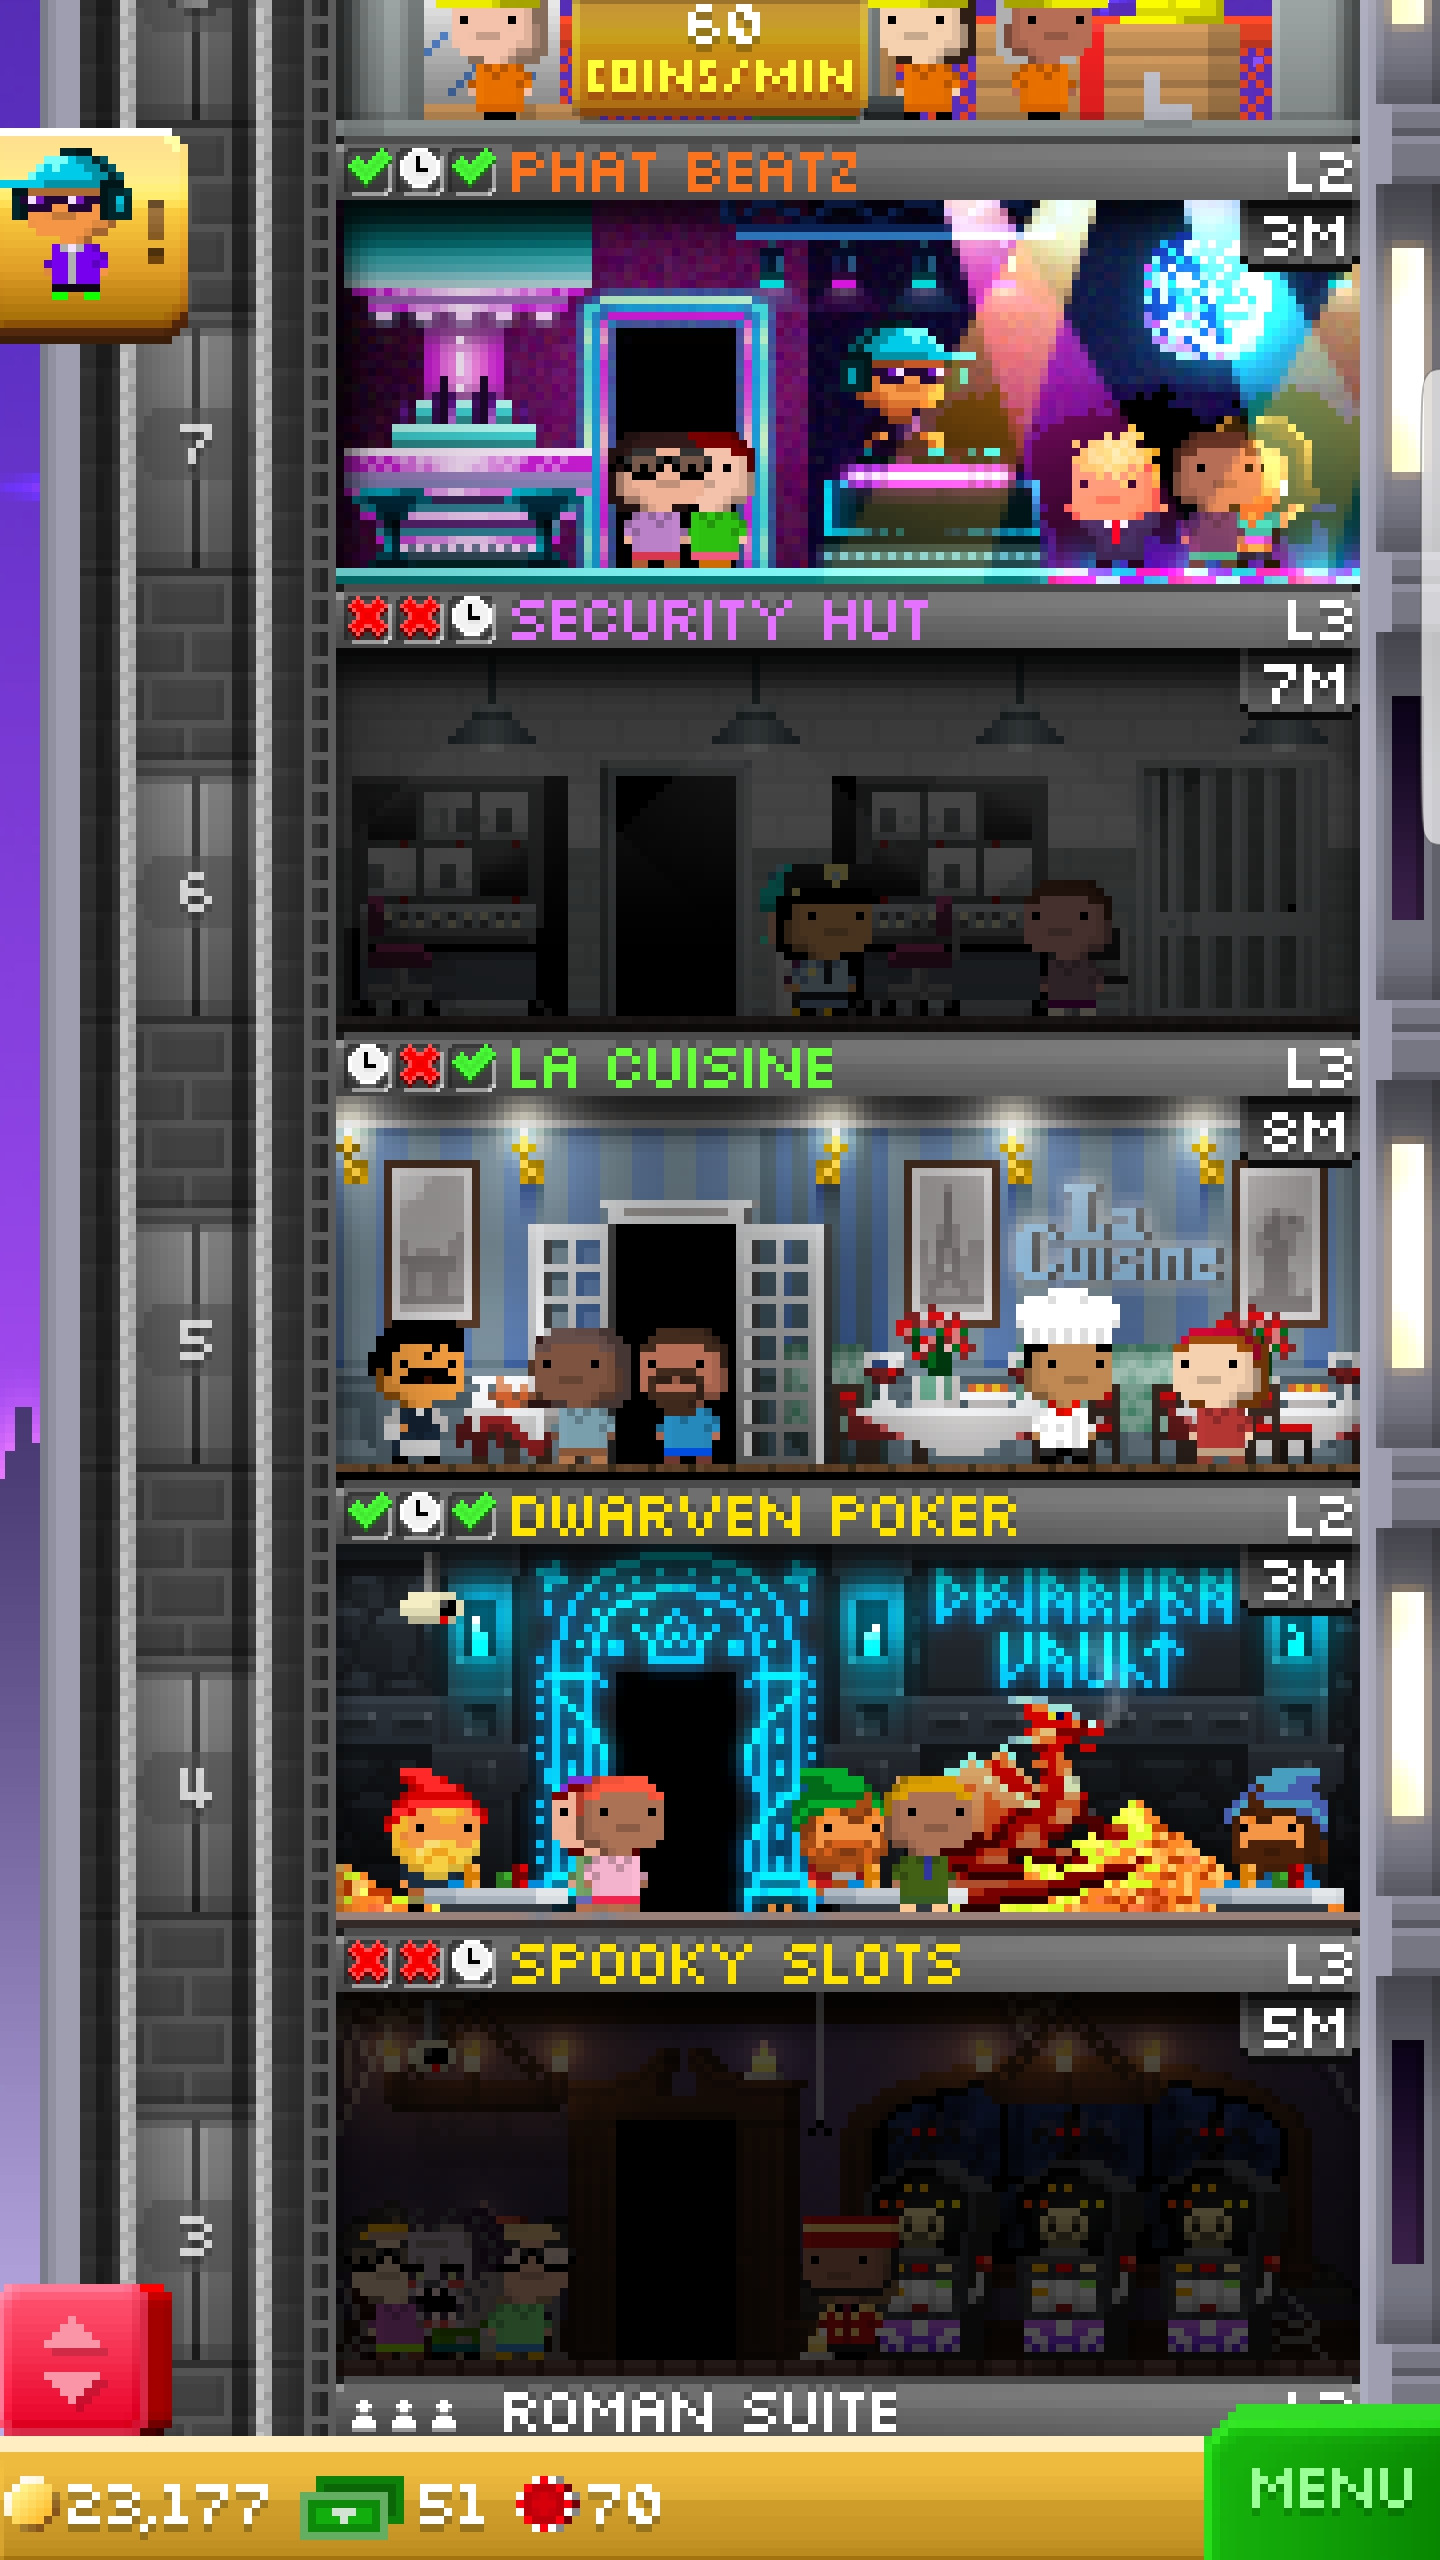 60
COINS/MIN
PHAT BEATZ L2
3M
!
7
SECURITY HUT L3
7M
6
LA CUISINE L3
8M
La
Cuisine
5
DWARVEN POKER L2
3M
DWARVEN
VAULT
4
SPOOKY SLOTS L3
5M
3
ROMAN SUITE
MENU
23,177 51 70